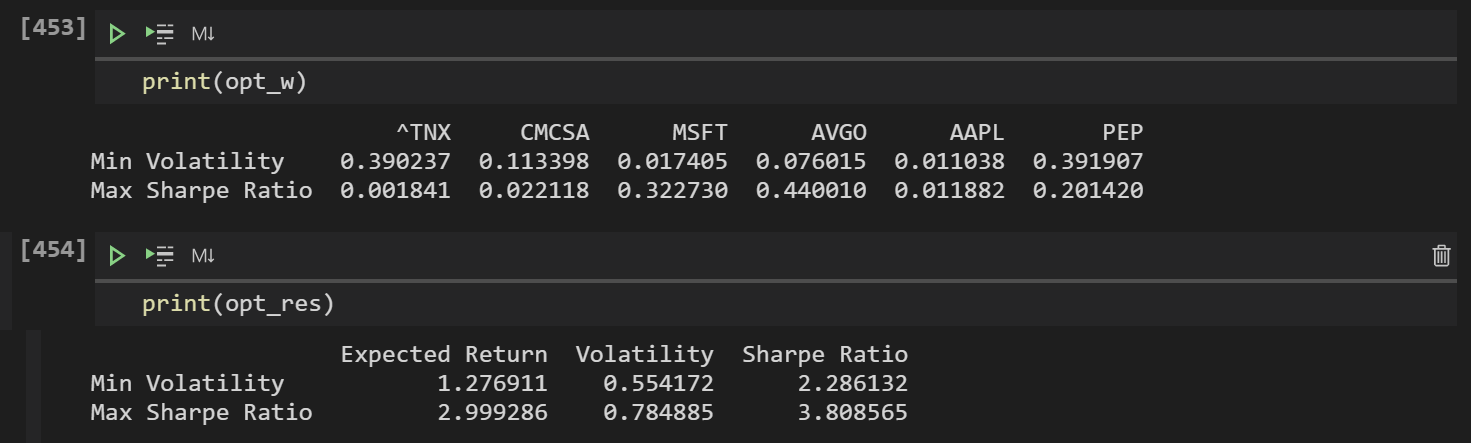 [453]
M↓
print(opt_w)
^TNX CMCSA MSFT AVGO AAPL PEP
Min Volatility 0.390237 0.113398 0.017405 0.076015 0.011038 0.391907
Max Sharpe Ratio 0.001841 0.022118 0.322730 0.440010 0.011882 0.201420
[454]
M↓
print(opt_res)
Expected Return Volatility Sharpe Ratio
Min Volatility 1.276911 0.554172 2.286132
Max Sharpe Ratio 2.999286 0.784885 3.808565